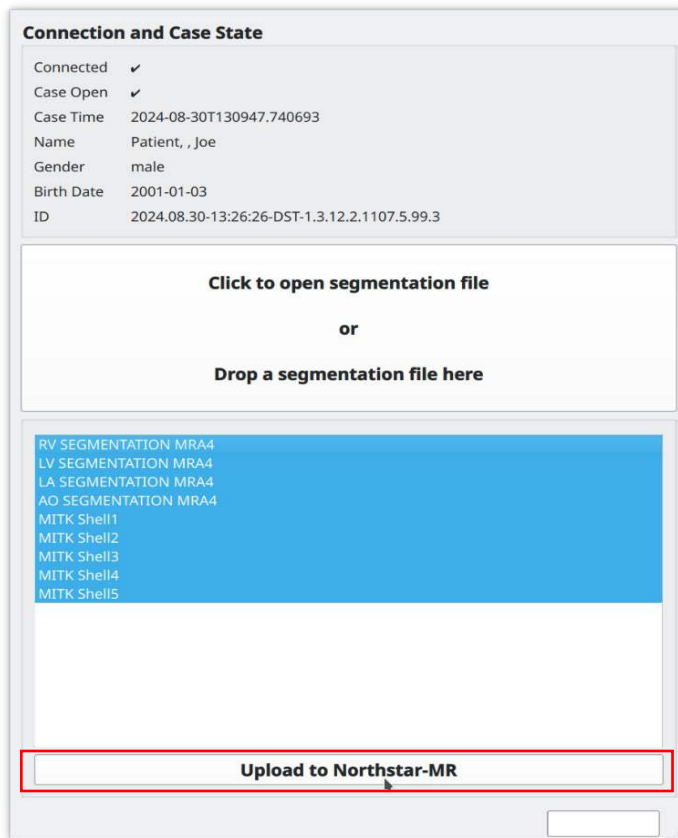 Connection and Case State
Connected ✔
Case Open ✔
Case Time 2024-08-30T130947.740693
Name Patient, , Joe
Gender male
Birth Date 2001-01-03
ID 2024.08.30-13:26:26-DST-1.3.12.2.1107.5.99.3
Click to open segmentation file
or
Drop a segmentation file here
RV SEGMENTATION MRA4
LV SEGMENTATION MRA4
LA SEGMENTATION MRA4
AO SEGMENTATION MRA4
MITK Shell1
MITK Shell2
MITK Shell3
MITK Shell4
MITK Shell5
Upload to Northstar-MR